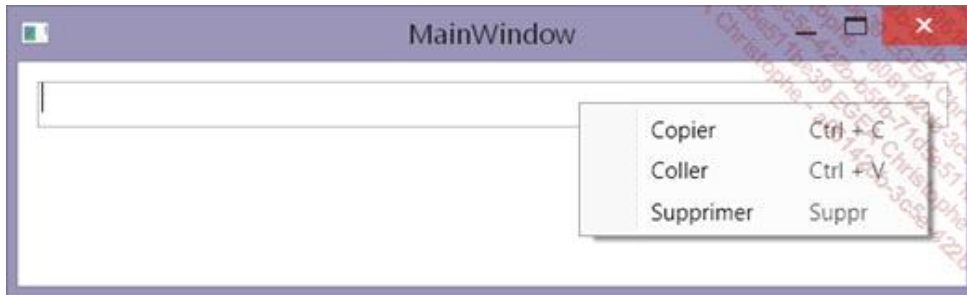 MainWindow
Copier Ctrl + C
Coller Ctrl + V
Supprimer Suppr